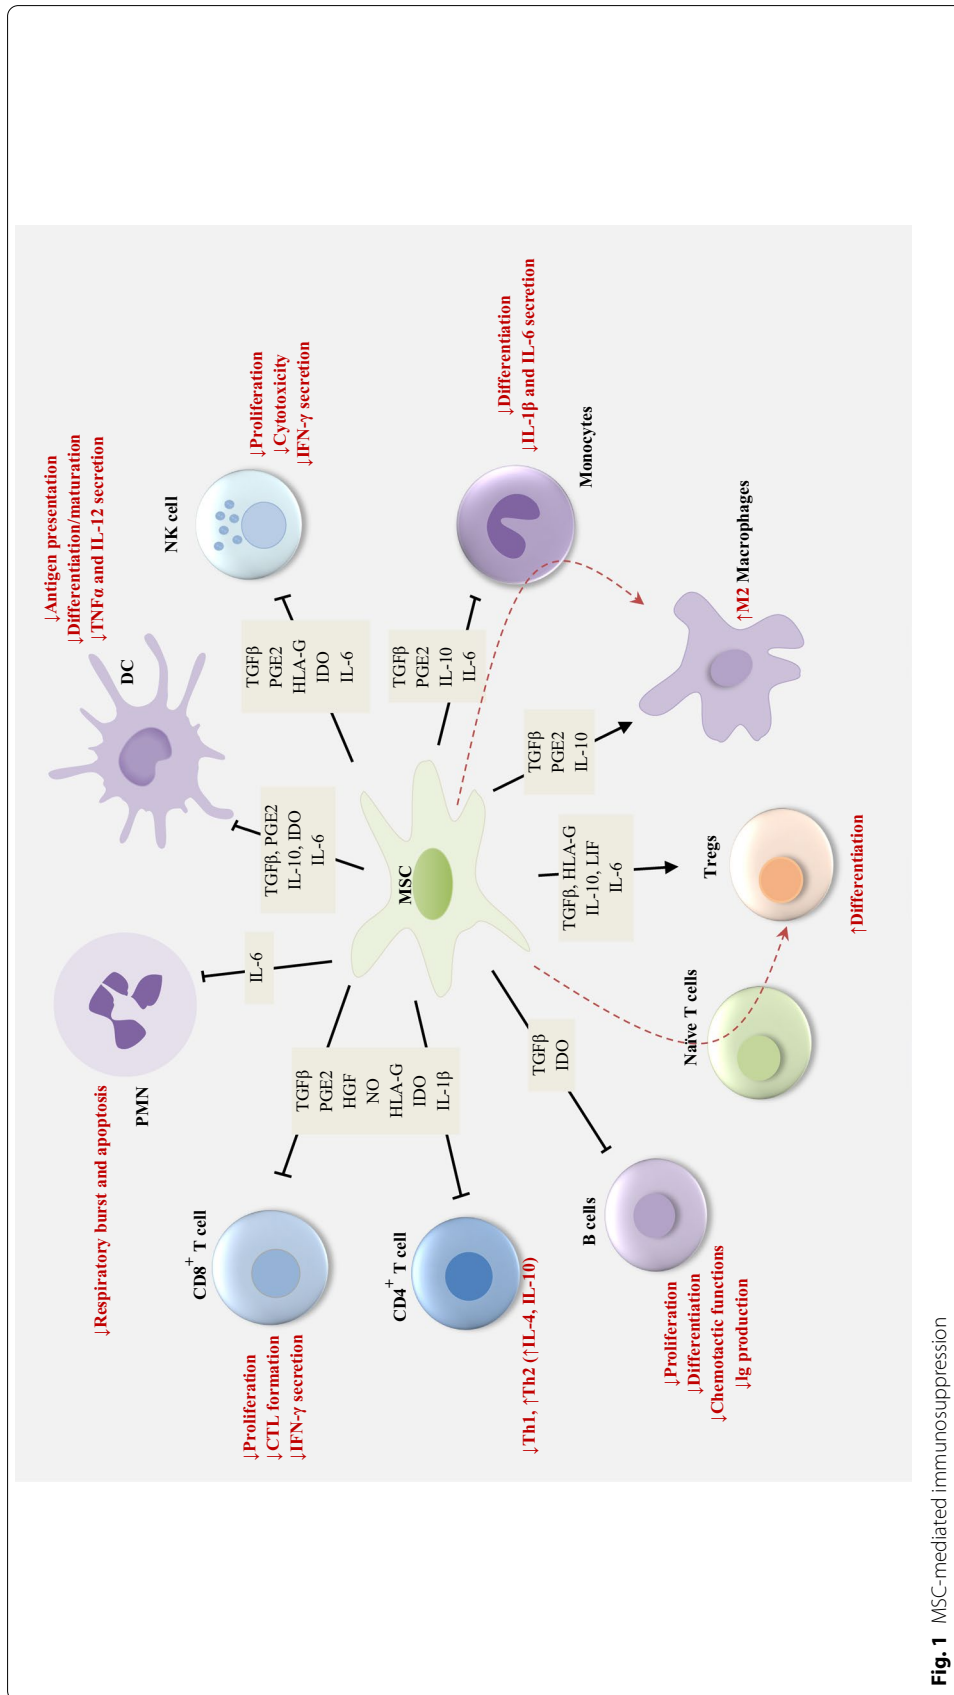 ↓Respiratory burst and apoptosis
PMN
DC
↓Antigen presentation
↓Differentiation/maturation
↓TNFα and IL-12 secretion
NK cell
↓Proliferation
↓Cytotoxicity
↓IFN-γ secretion
CD8+ T cell
↓Proliferation
↓CTL formation
↓IFN-γ secretion
IL-6
TGFβ, PGE2
IL-10, IDO
IL-6
TGFβ
PGE2
HLA-G
IDO
IL-6
TGFβ
PGE2
HGF
NO
HLA-G
IDO
IL-1β
MSC
TGFβ
PGE2
IL-10
IL-6
↓Differentiation
↓IL-1β and IL-6 secretion
Monocytes
CD4+ T cell
↓Th1, ↑Th2 (↑IL-4, IL-10)
TGFβ
IDO
TGFβ, HLA-G
IL-10, LIF
IL-6
TGFβ
PGE2
IL-10
B cells
↓Proliferation
↓Differentiation
↓Chemotactic functions
↓Ig production
Naïve T cells
Tregs
↑Differentiation
↑M2 Macrophages
Fig. 1 MSC-mediated immunosuppression